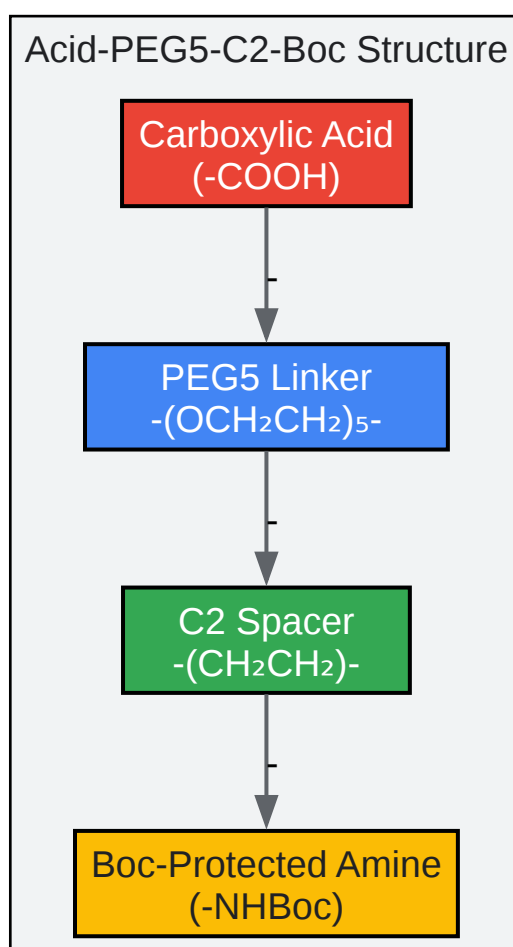 Acid-PEG5-C2-Boc Structure
Carboxylic Acid
(-COOH)
-
PEG5 Linker
-(OCH₂CH₂)₅-
-
C2 Spacer
-(CH₂CH₂)-
-
Boc-Protected Amine
(-NHBoc)